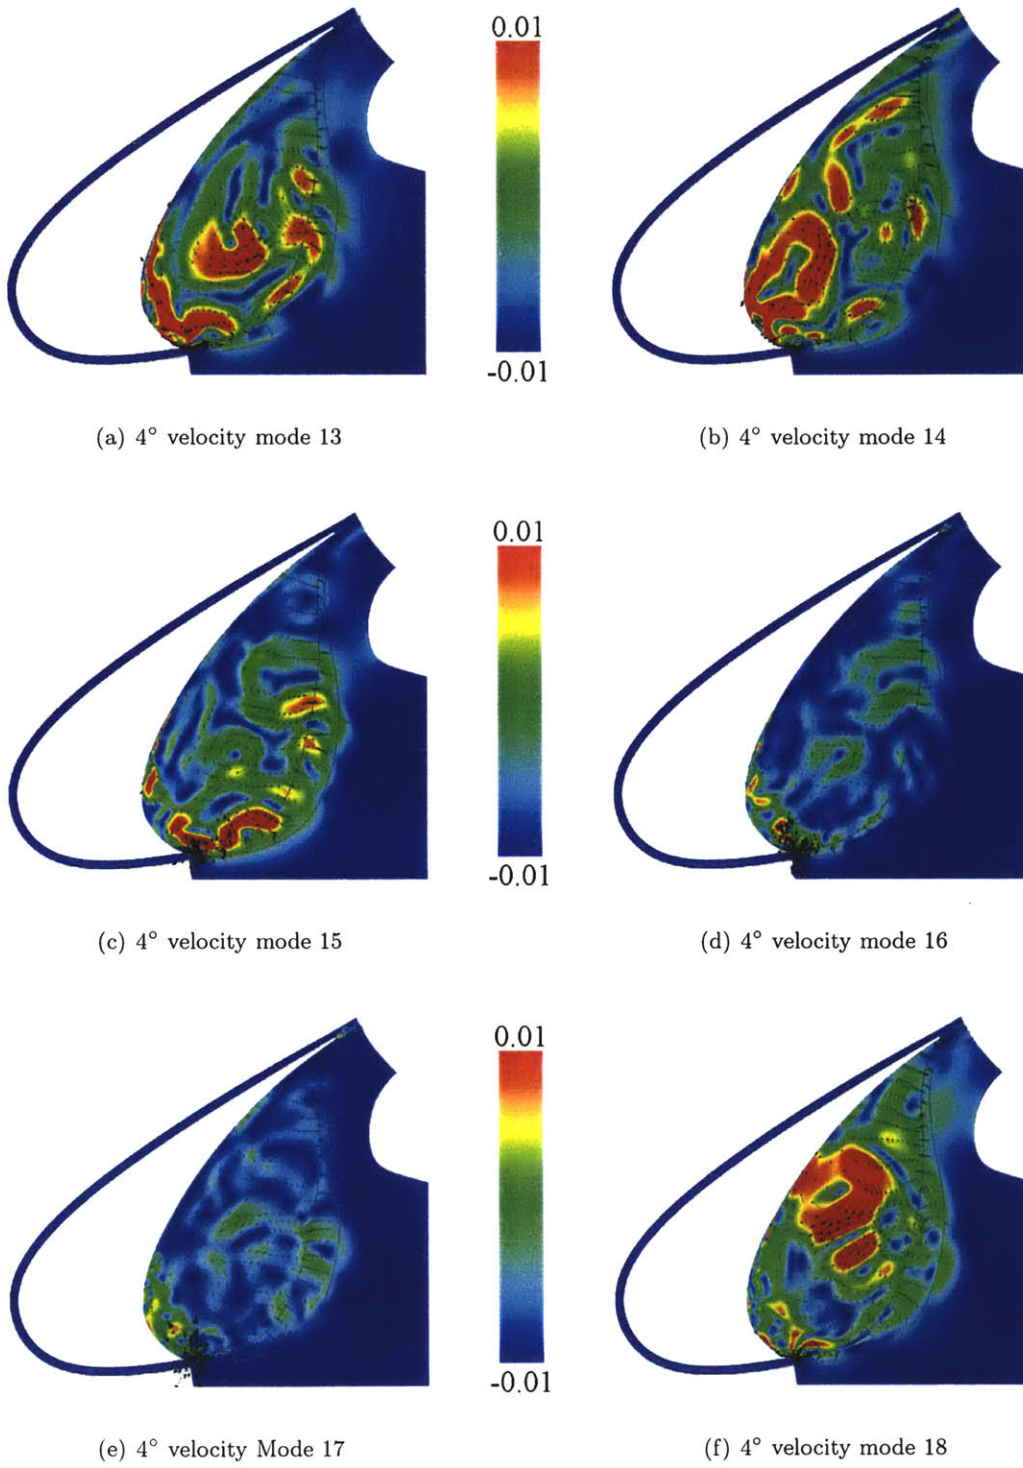 0.01
-0.01
(a) 4° velocity mode 13
(b) 4° velocity mode 14
0.01
-0.01
(c) 4° velocity mode 15
(d) 4° velocity mode 16
0.01
-0.01
(e) 4° velocity Mode 17
(f) 4° velocity mode 18